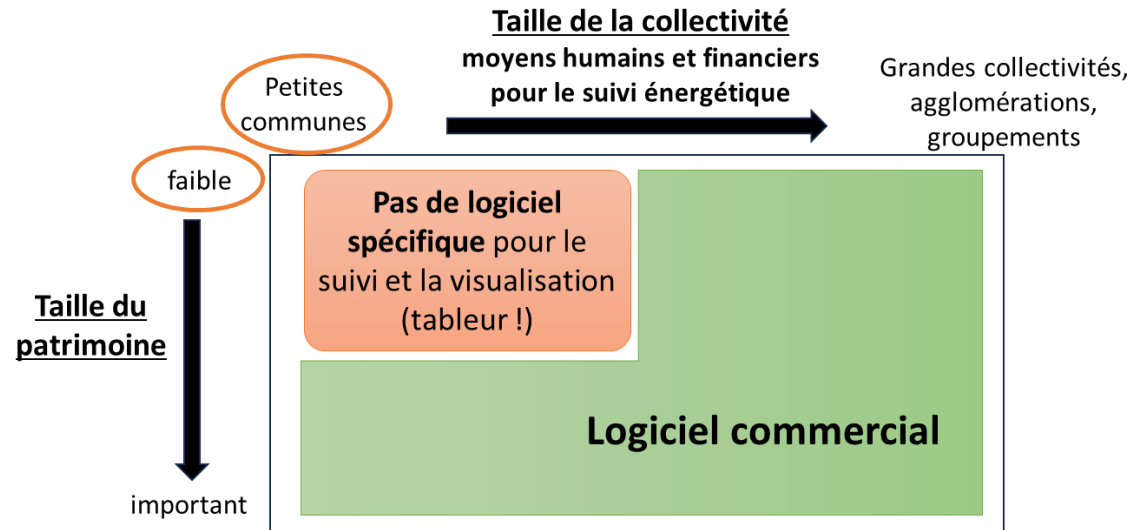 Taille de la collectivité
moyens humains et financiers
pour le suivi énergétique
Grandes collectivités,
agglomérations,
groupements
Petites
communes
faible
Pas de logiciel
spécifique pour le
suivi et la visualisation
(tableur !)
Taille du
patrimoine
Logiciel commercial
important